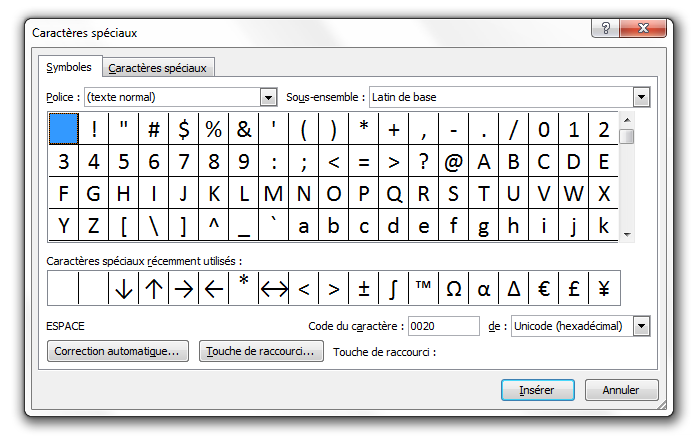 Caractères spéciaux
Symboles Caractères spéciaux
Police : (texte normal) Sous-ensemble : Latin de base
! " # $ % & ' ( ) * + , - . / 0 1 2
3 4 5 6 7 8 9 : ; < = > ? @ A B C D E
F G H I J K L M N O P Q R S T U V W X
Y Z [ \ ] ^ _ ` a b c d e f g h i j k
Caractères spéciaux récemment utilisés :
↓ ↑ → ← * ↔ < > ± ∫ ™ Ω α Δ € £ ¥
ESPACE Code du caractère : 0020 de : Unicode (hexadécimal)
Correction automatique... Touche de raccourci... Touche de raccourci :
Insérer Annuler